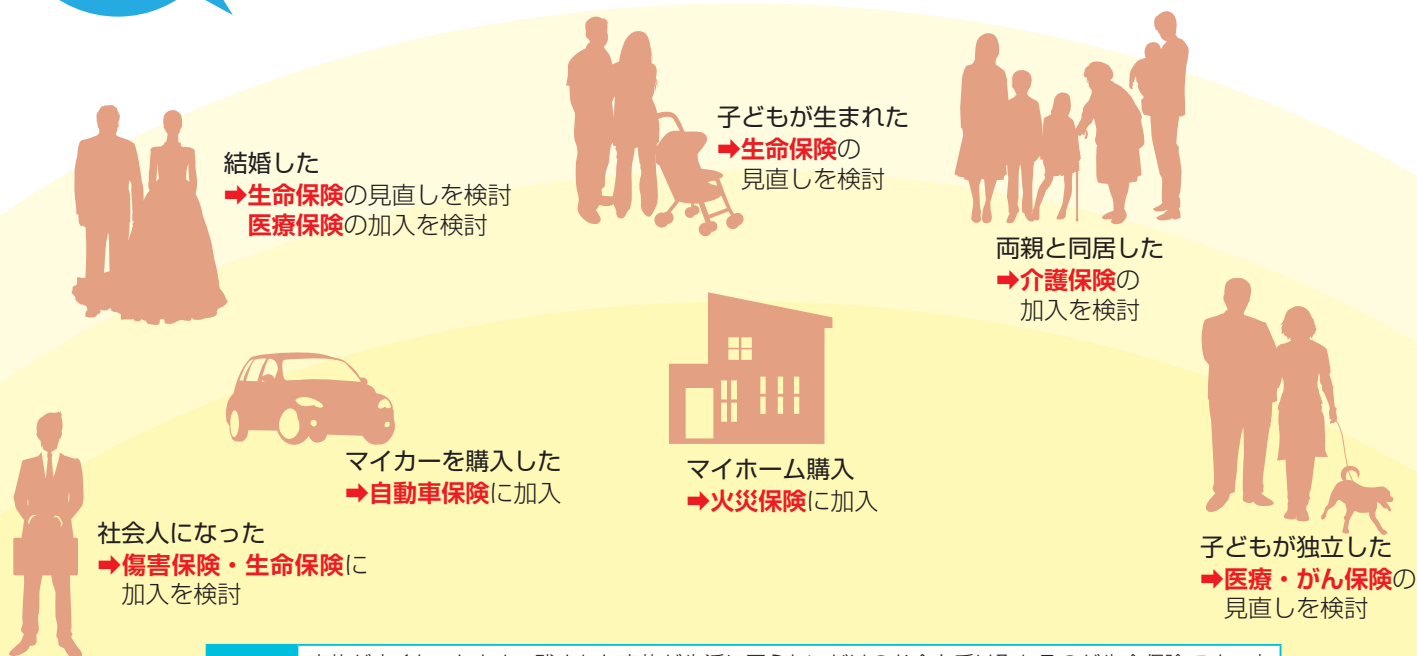 結婚した
➡生命保険の見直しを検討
医療保険の加入を検討
子どもが生まれた
➡生命保険の
見直しを検討
両親と同居した
➡介護保険の
加入を検討
マイカーを購入した
➡自動車保険に加入
マイホーム購入
➡火災保険に加入
社会人になった
➡傷害保険・生命保険に
加入を検討
子どもが独立した
➡医療・がん保険の
見直しを検討